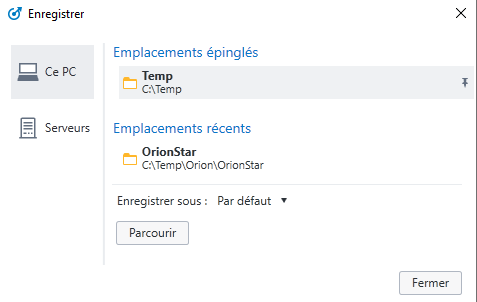 Enregistrer
Ce PC
Serveurs
Emplacements épinglés
Temp
C:\Temp
Emplacements récents
OrionStar
C:\Temp\Orion\OrionStar
Enregistrer sous : Par défaut
Parcourir
Fermer